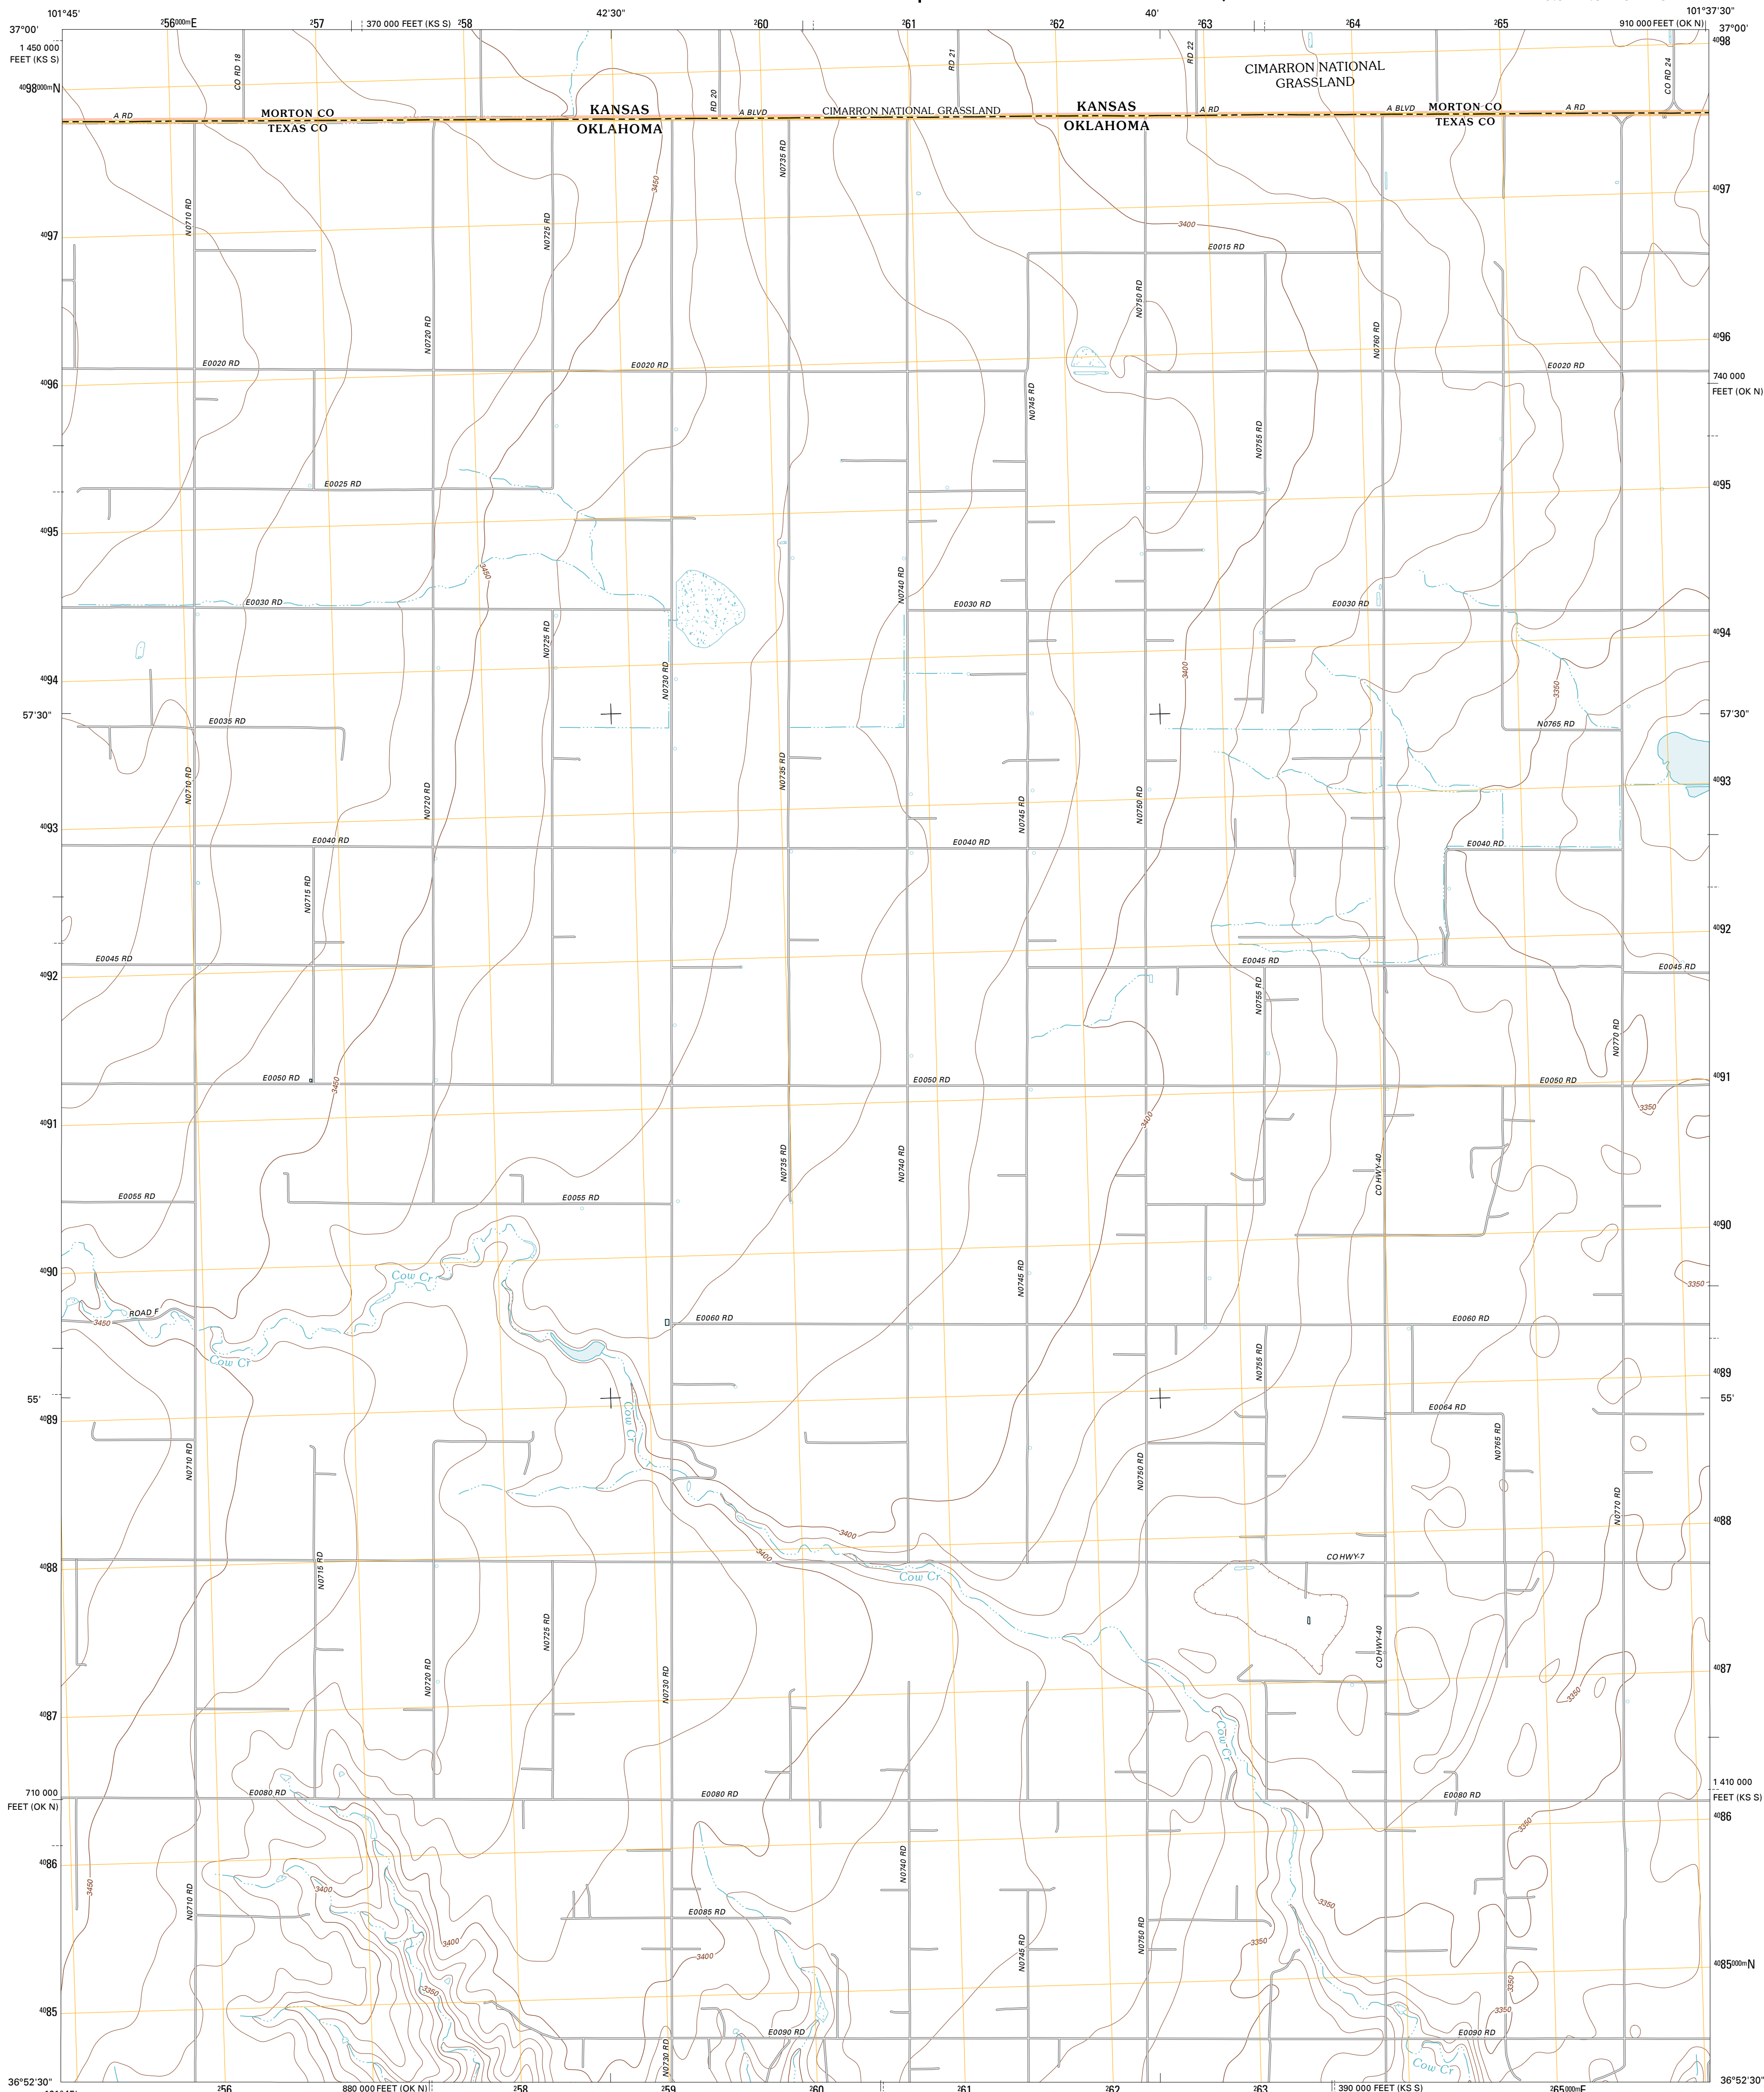 101°45'
²56⁰⁰⁰ᵐE
²57
370 000 FEET (KS S)
²58
42'30"
²60
²61
²62
40'
²63
²64
²65
910 000 FEET (OK N)
101°37'30"
37°00'
37°00'
1 450 000
FEET (KS S)
⁴⁰98⁰⁰⁰ᵐN
⁴⁰98
CO RD 18
RD 20
RD 21
RD 22
CO RD 24
CIMARRON NATIONAL
GRASSLAND
A RD
MORTON CO
TEXAS CO
KANSAS
OKLAHOMA
A BLVD
CIMARRON NATIONAL GRASSLAND
KANSAS
OKLAHOMA
A RD
A BLVD
MORTON CO
TEXAS CO
A RD
N0735 RD
3450
⁴⁰97
N0710 RD
N0725 RD
3400
E0015 RD
⁴⁰97
N0750 RD
N0720 RD
N0760 RD
⁴⁰96
E0020 RD
E0020 RD
E0020 RD
740 000
FEET (OK N)
⁴⁰96
N0745 RD
N0755 RD
E0025 RD
⁴⁰95
⁴⁰95
3450
N0740 RD
E0030 RD
E0030 RD
E0030 RD
⁴⁰94
N0725 RD
N0730 RD
3400
3350
⁴⁰94
57'30"
57'30"
E0035 RD
N0765 RD
N0710 RD
N0735 RD
N0720 RD
N0745 RD
N0750 RD
⁴⁰93
⁴⁰93
E0040 RD
E0040 RD
E0040 RD
N0715 RD
⁴⁰92
E0045 RD
E0045 RD
E0045 RD
⁴⁰92
N0755 RD
N0770 RD
E0050 RD
3450
E0050 RD
E0050 RD
⁴⁰91
3350
3400
⁴⁰91
N0735 RD
N0740 RD
CO HWY-40
E0055 RD
E0055 RD
⁴⁰90
⁴⁰90
Cow Cr
N0745 RD
3350
ROAD F
3450
E0060 RD
E0060 RD
Cow Cr
N0755 RD
⁴⁰89
55'
55'
E0064 RD
⁴⁰89
Cow Cr
N0710 RD
N0750 RD
N0765 RD
N0770 RD
3400
⁴⁰88
3400
CO HWY-7
⁴⁰88
N0715 RD
Cow Cr
N0725 RD
CO HWY-40
N0720 RD
N0730 RD
⁴⁰87
3350
⁴⁰87
Cow Cr
710 000
FEET (OK N)
E0080 RD
E0080 RD
E0080 RD
1 410 000
FEET (KS S)
⁴⁰86
3350
⁴⁰86
N0740 RD
3450
3400
N0710 RD
3350
E0085 RD
3400
3400
3350
N0745 RD
N0750 RD
⁴⁰85⁰⁰⁰ᵐN
3350
3350
3350
⁴⁰85
E0090 RD
E0090 RD
N0730 RD
Cow Cr
36°52'30"
36°52'30"
²56
880 000 FEET (OK N)
²58
²59
²60
²61
²62
²63
390 000 FEET (KS S)
²65⁰⁰⁰ᵐE